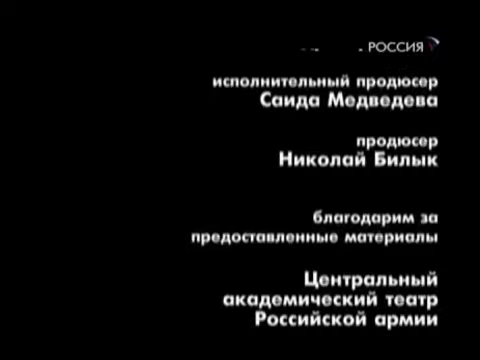 РОССИЯ
исполнительный продюсер
Саида Медведева
продюсер
Николай Билык
благодарим за
предоставленные материалы
Центральный
академический театр
Российской армии